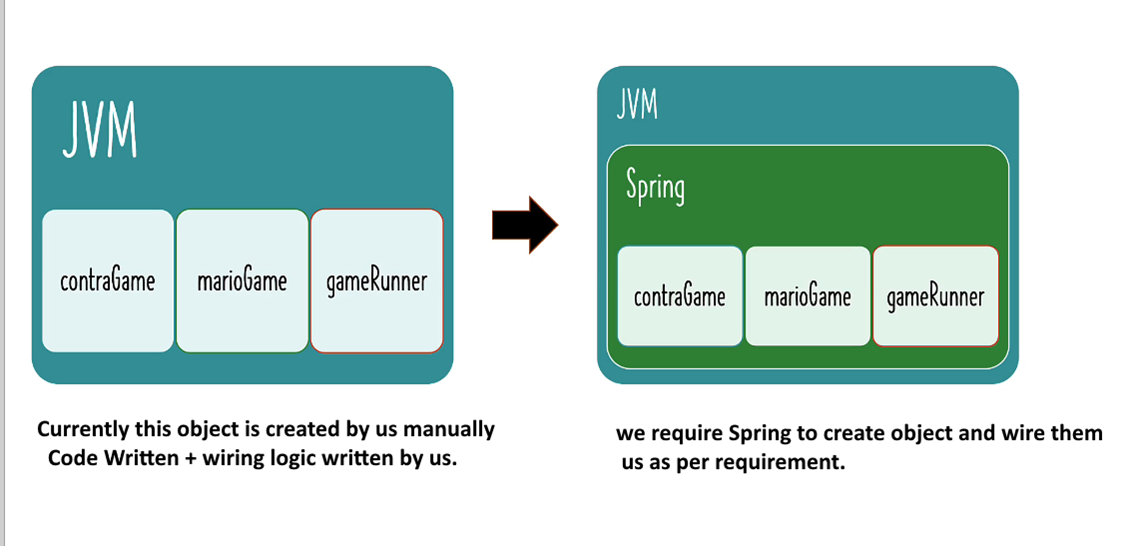 JVM
contraGame
marioGame
gameRunner
Currently this object is created by us manually
Code Written + wiring logic written by us.
JVM
Spring
contraGame
marioGame
gameRunner
we require Spring to create object and wire them
us as per requirement.